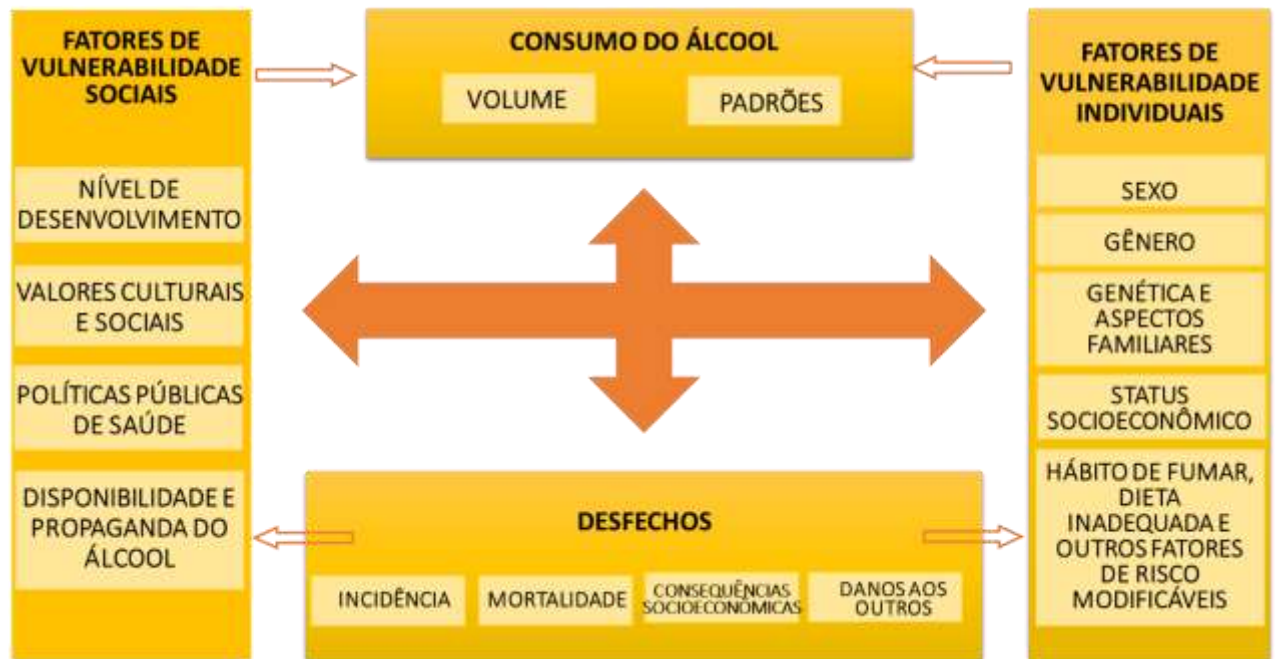 FATORES DE
VULNERABILIDADE
SOCIAIS
NÍVEL DE
DESENVOLVIMENTO
VALORES CULTURAIS
E SOCIAIS
POLÍTICAS PÚBLICAS
DE SAÚDE
DISPONIBILIDADE E
PROPAGANDA DO
ÁLCOOL
CONSUMO DO ÁLCOOL
VOLUME
PADRÕES
DESFECHOS
INCIDÊNCIA
MORTALIDADE
CONSEQUÊNCIAS
SOCIOECONÔMICAS
DANOS AOS
OUTROS
FATORES DE
VULNERABILIDADE
INDIVIDUAIS
SEXO
GÊNERO
GENÉTICA E
ASPECTOS
FAMILIARES
STATUS
SOCIOECONÔMICO
HÁBITO DE FUMAR,
DIETA
INADEQUADA E
OUTROS FATORES
DE RISCO
MODIFICÁVEIS